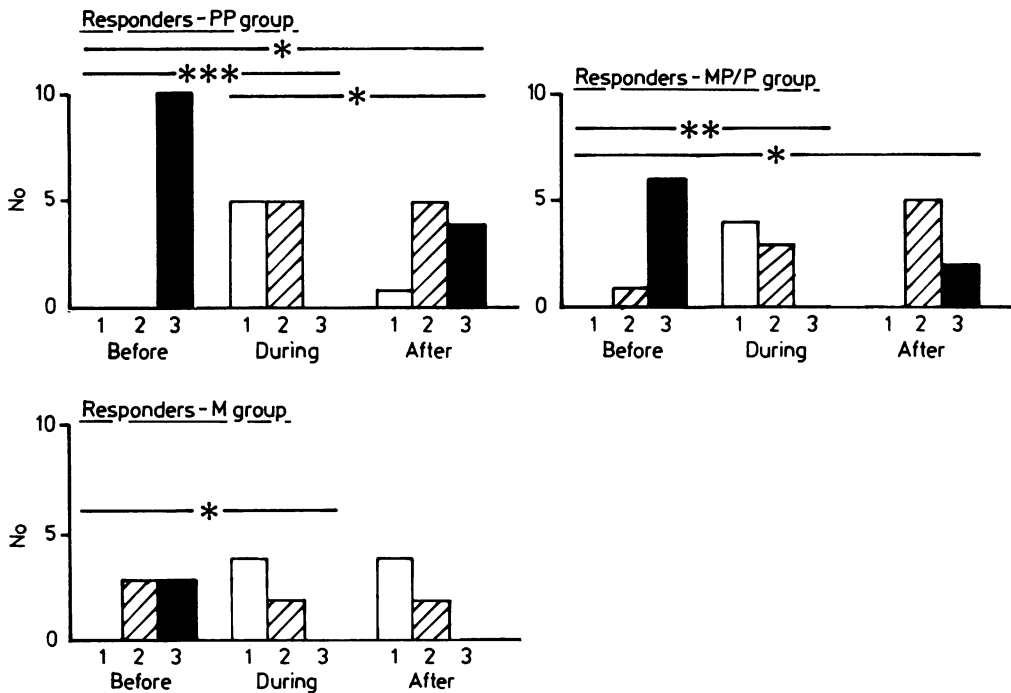 Responders - PP group
*
***
*
10
5
0
No
1 2 3 1 2 3 1 2 3
Before During After
Responders - MP/P group
**
*
10
5
0
1 2 3 1 2 3 1 2 3
Before During After
Responders - M group
*
10
5
0
No
1 2 3 1 2 3 1 2 3
Before During After